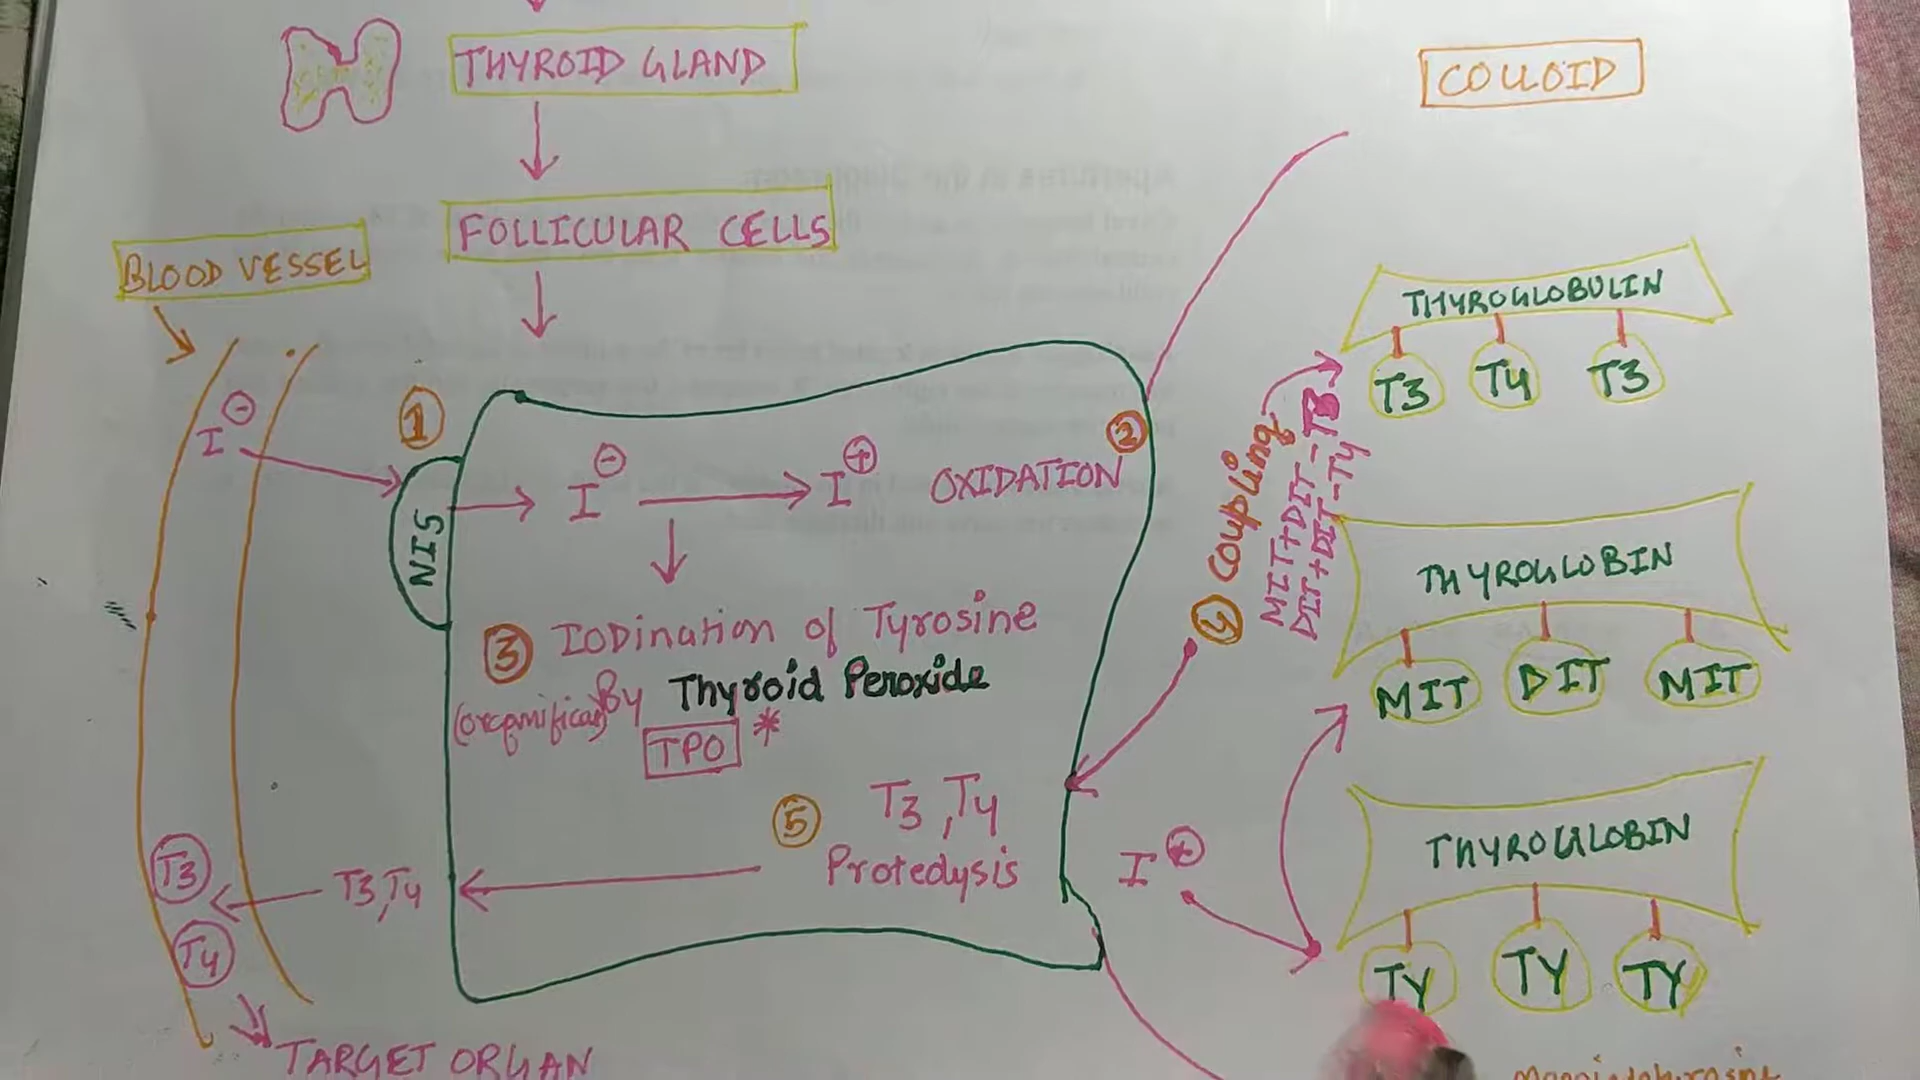 THYROID GLAND
COLLOID
FOLLICULAR CELLS
BLOOD VESSEL
THYROGLOBULIN
T3 T4 T3
I⊖
1
NIS
I⊖ I⊕ OXIDATION
2
4 Coupling
MIT+DIT-T3
DIT+DIT-T4
THYROGLOBIN
MIT DIT MIT
3 IODination of Tyrosine
By Thyroid Peroxide
TPO *
5 T3,T4
Protedysis
I⊕
THYROGLOBIN
TY TY TY
T3,T4
T3
T4
TARGET ORGAN